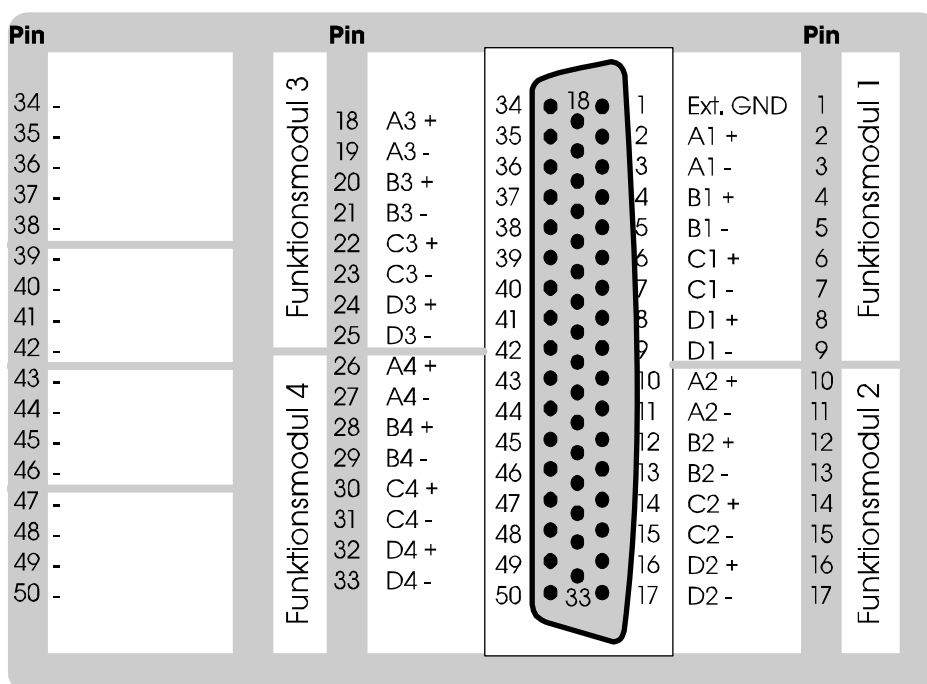 Pin Pin Pin
34 -
35 -
36 -
37 -
38 -
39 -
40 -
41 -
42 -
43 -
44 -
45 -
46 -
47 -
48 -
49 -
50 -
Funktionsmodul 3
Funktionsmodul 4
18 A3 +
19 A3 -
20 B3 +
21 B3 -
22 C3 +
23 C3 -
24 D3 +
25 D3 -
26 A4 +
27 A4 -
28 B4 +
29 B4 -
30 C4 +
31 C4 -
32 D4 +
33 D4 -
34 18 1
35 2
36 3
37 4
38 5
39 6
40 7
41 8
42 9
43 10
44 11
45 12
46 13
47 14
48 15
49 16
50 33 17
Ext. GND 1
A1 + 2
A1 - 3
B1 + 4
B1 - 5
C1 + 6
C1 - 7
D1 + 8
D1 - 9
A2 + 10
A2 - 11
B2 + 12
B2 - 13
C2 + 14
C2 - 15
D2 + 16
D2 - 17
Funktionsmodul 1
Funktionsmodul 2